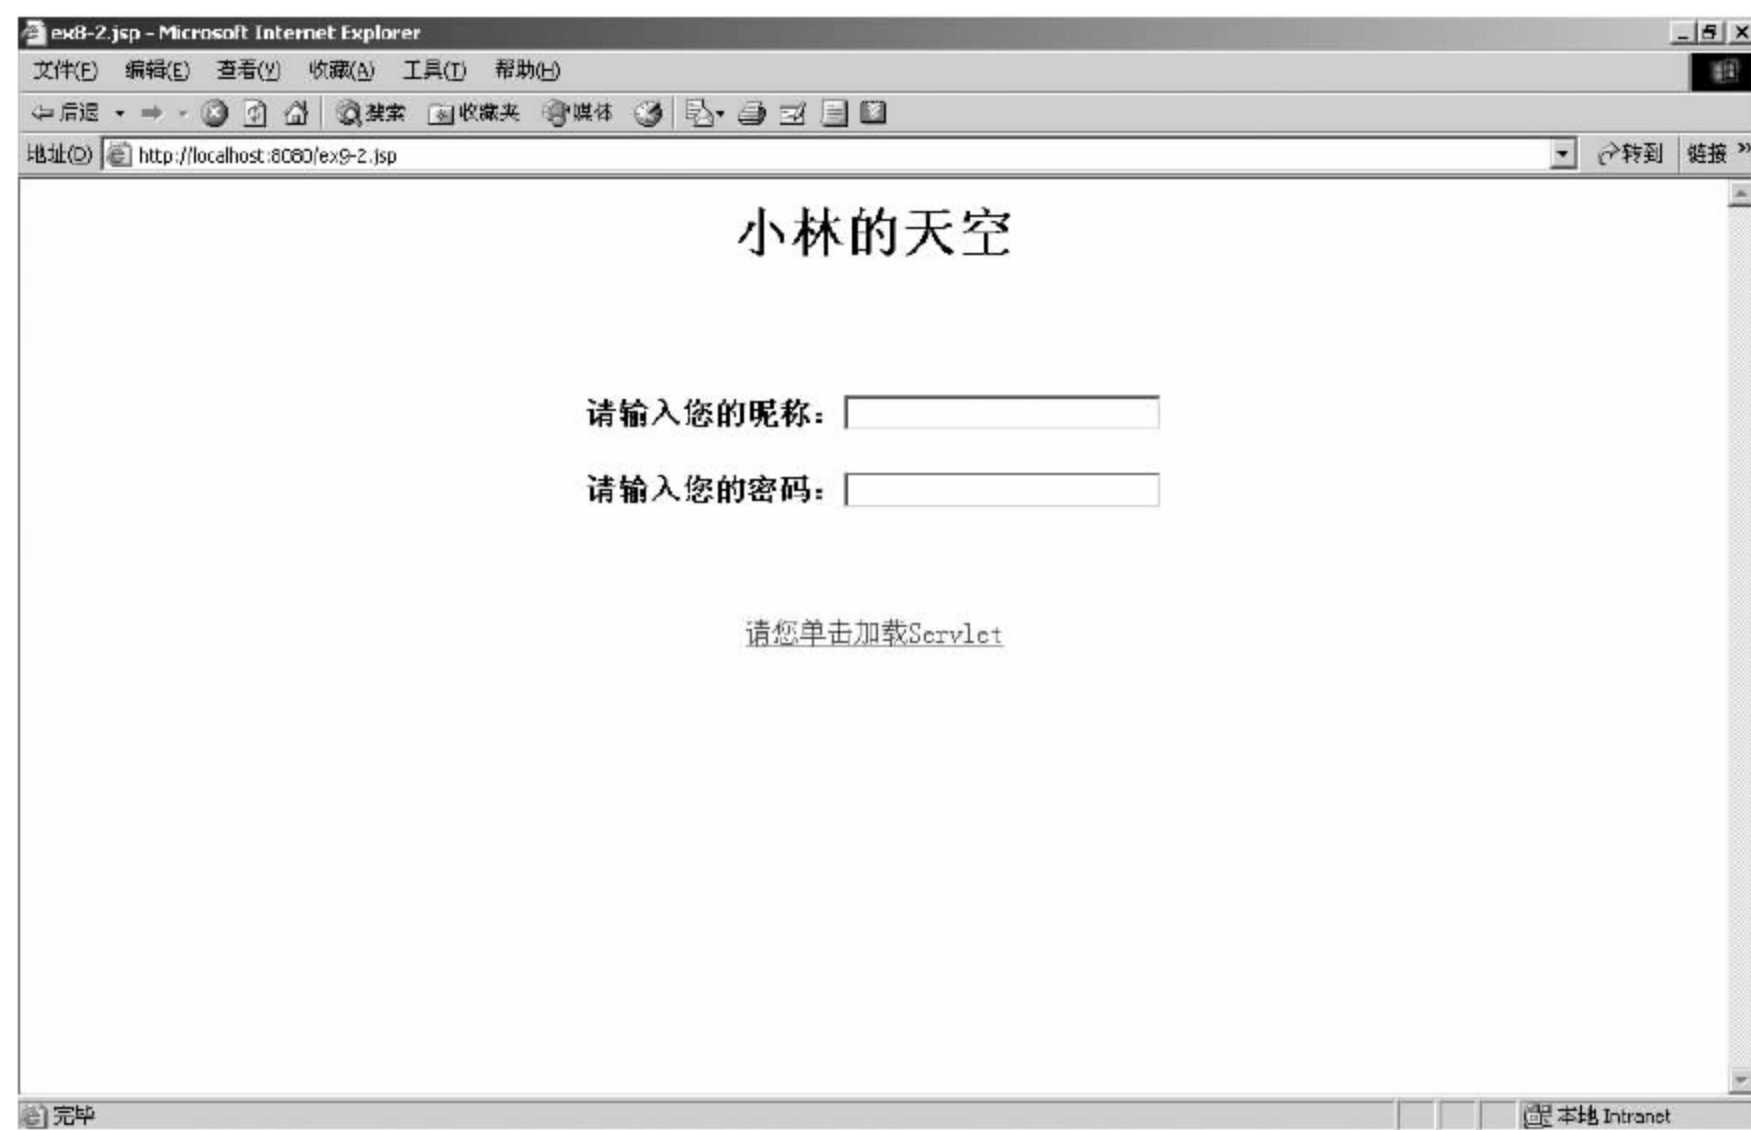 ex8-2.jsp - Microsoft Internet Explorer
文件(F) 编辑(E) 查看(V) 收藏(A) 工具(T) 帮助(H)
后退 搜索 收藏夹 媒体
地址(D) http://localhost:8080/ex9-2.jsp 转到 链接 »
小林的天空
请输入您的昵称：
请输入您的密码：
请您单击加载Servlet
完毕 本地 Intranet